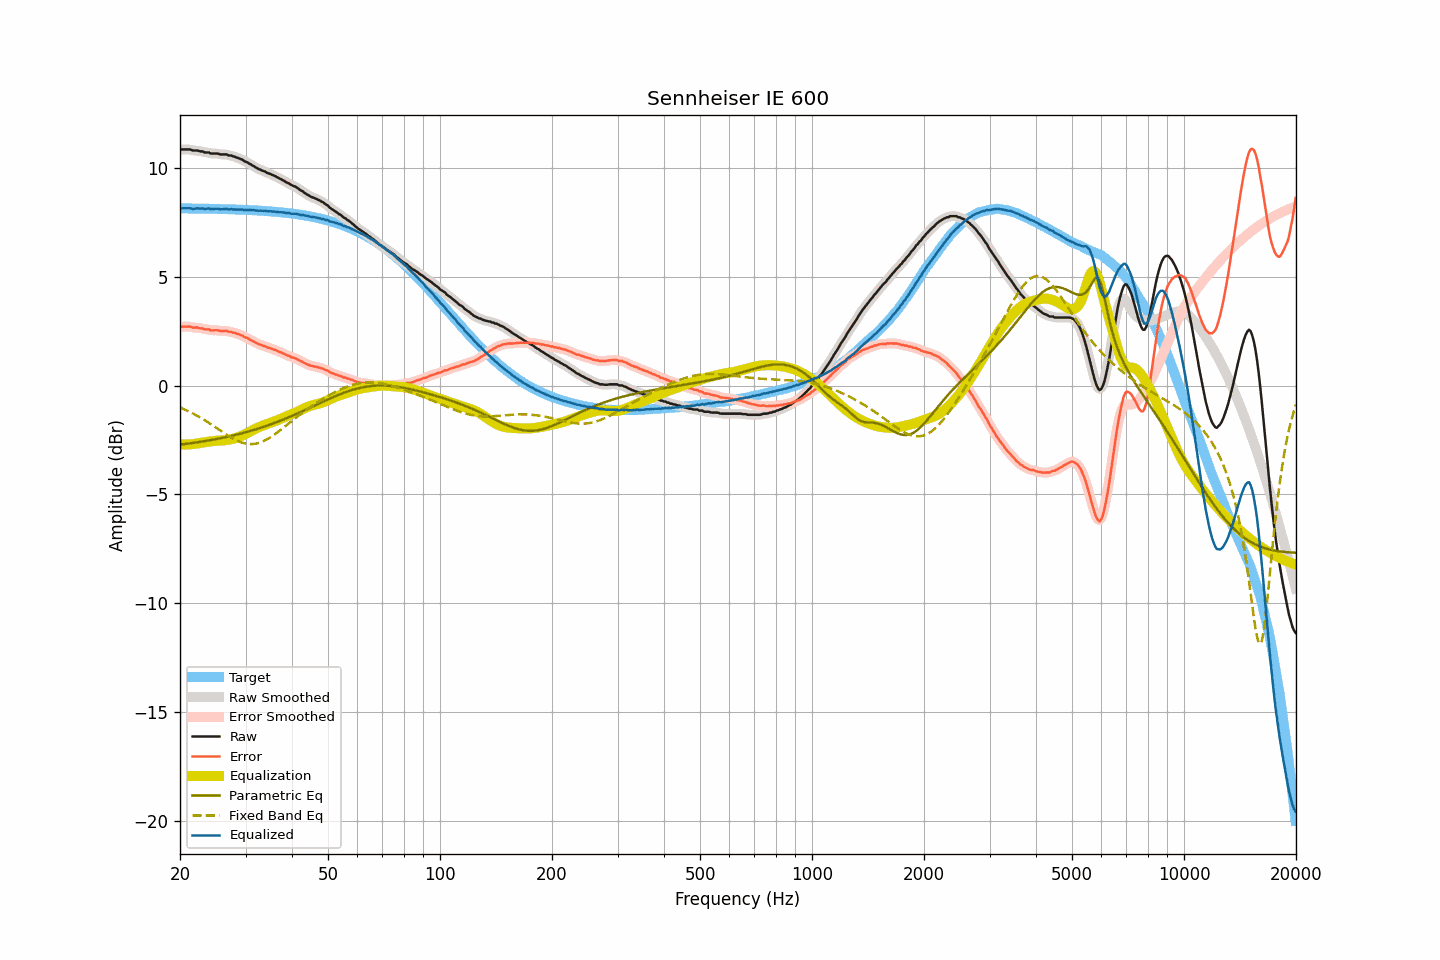 Sennheiser IE 600
Amplitude (dBr)
10
5
0
−5
−10
−15
−20
Target
Raw Smoothed
Error Smoothed
Raw
Error
Equalization
Parametric Eq
Fixed Band Eq
Equalized
20 50 100 200 500 1000 2000 5000 10000 20000
Frequency (Hz)